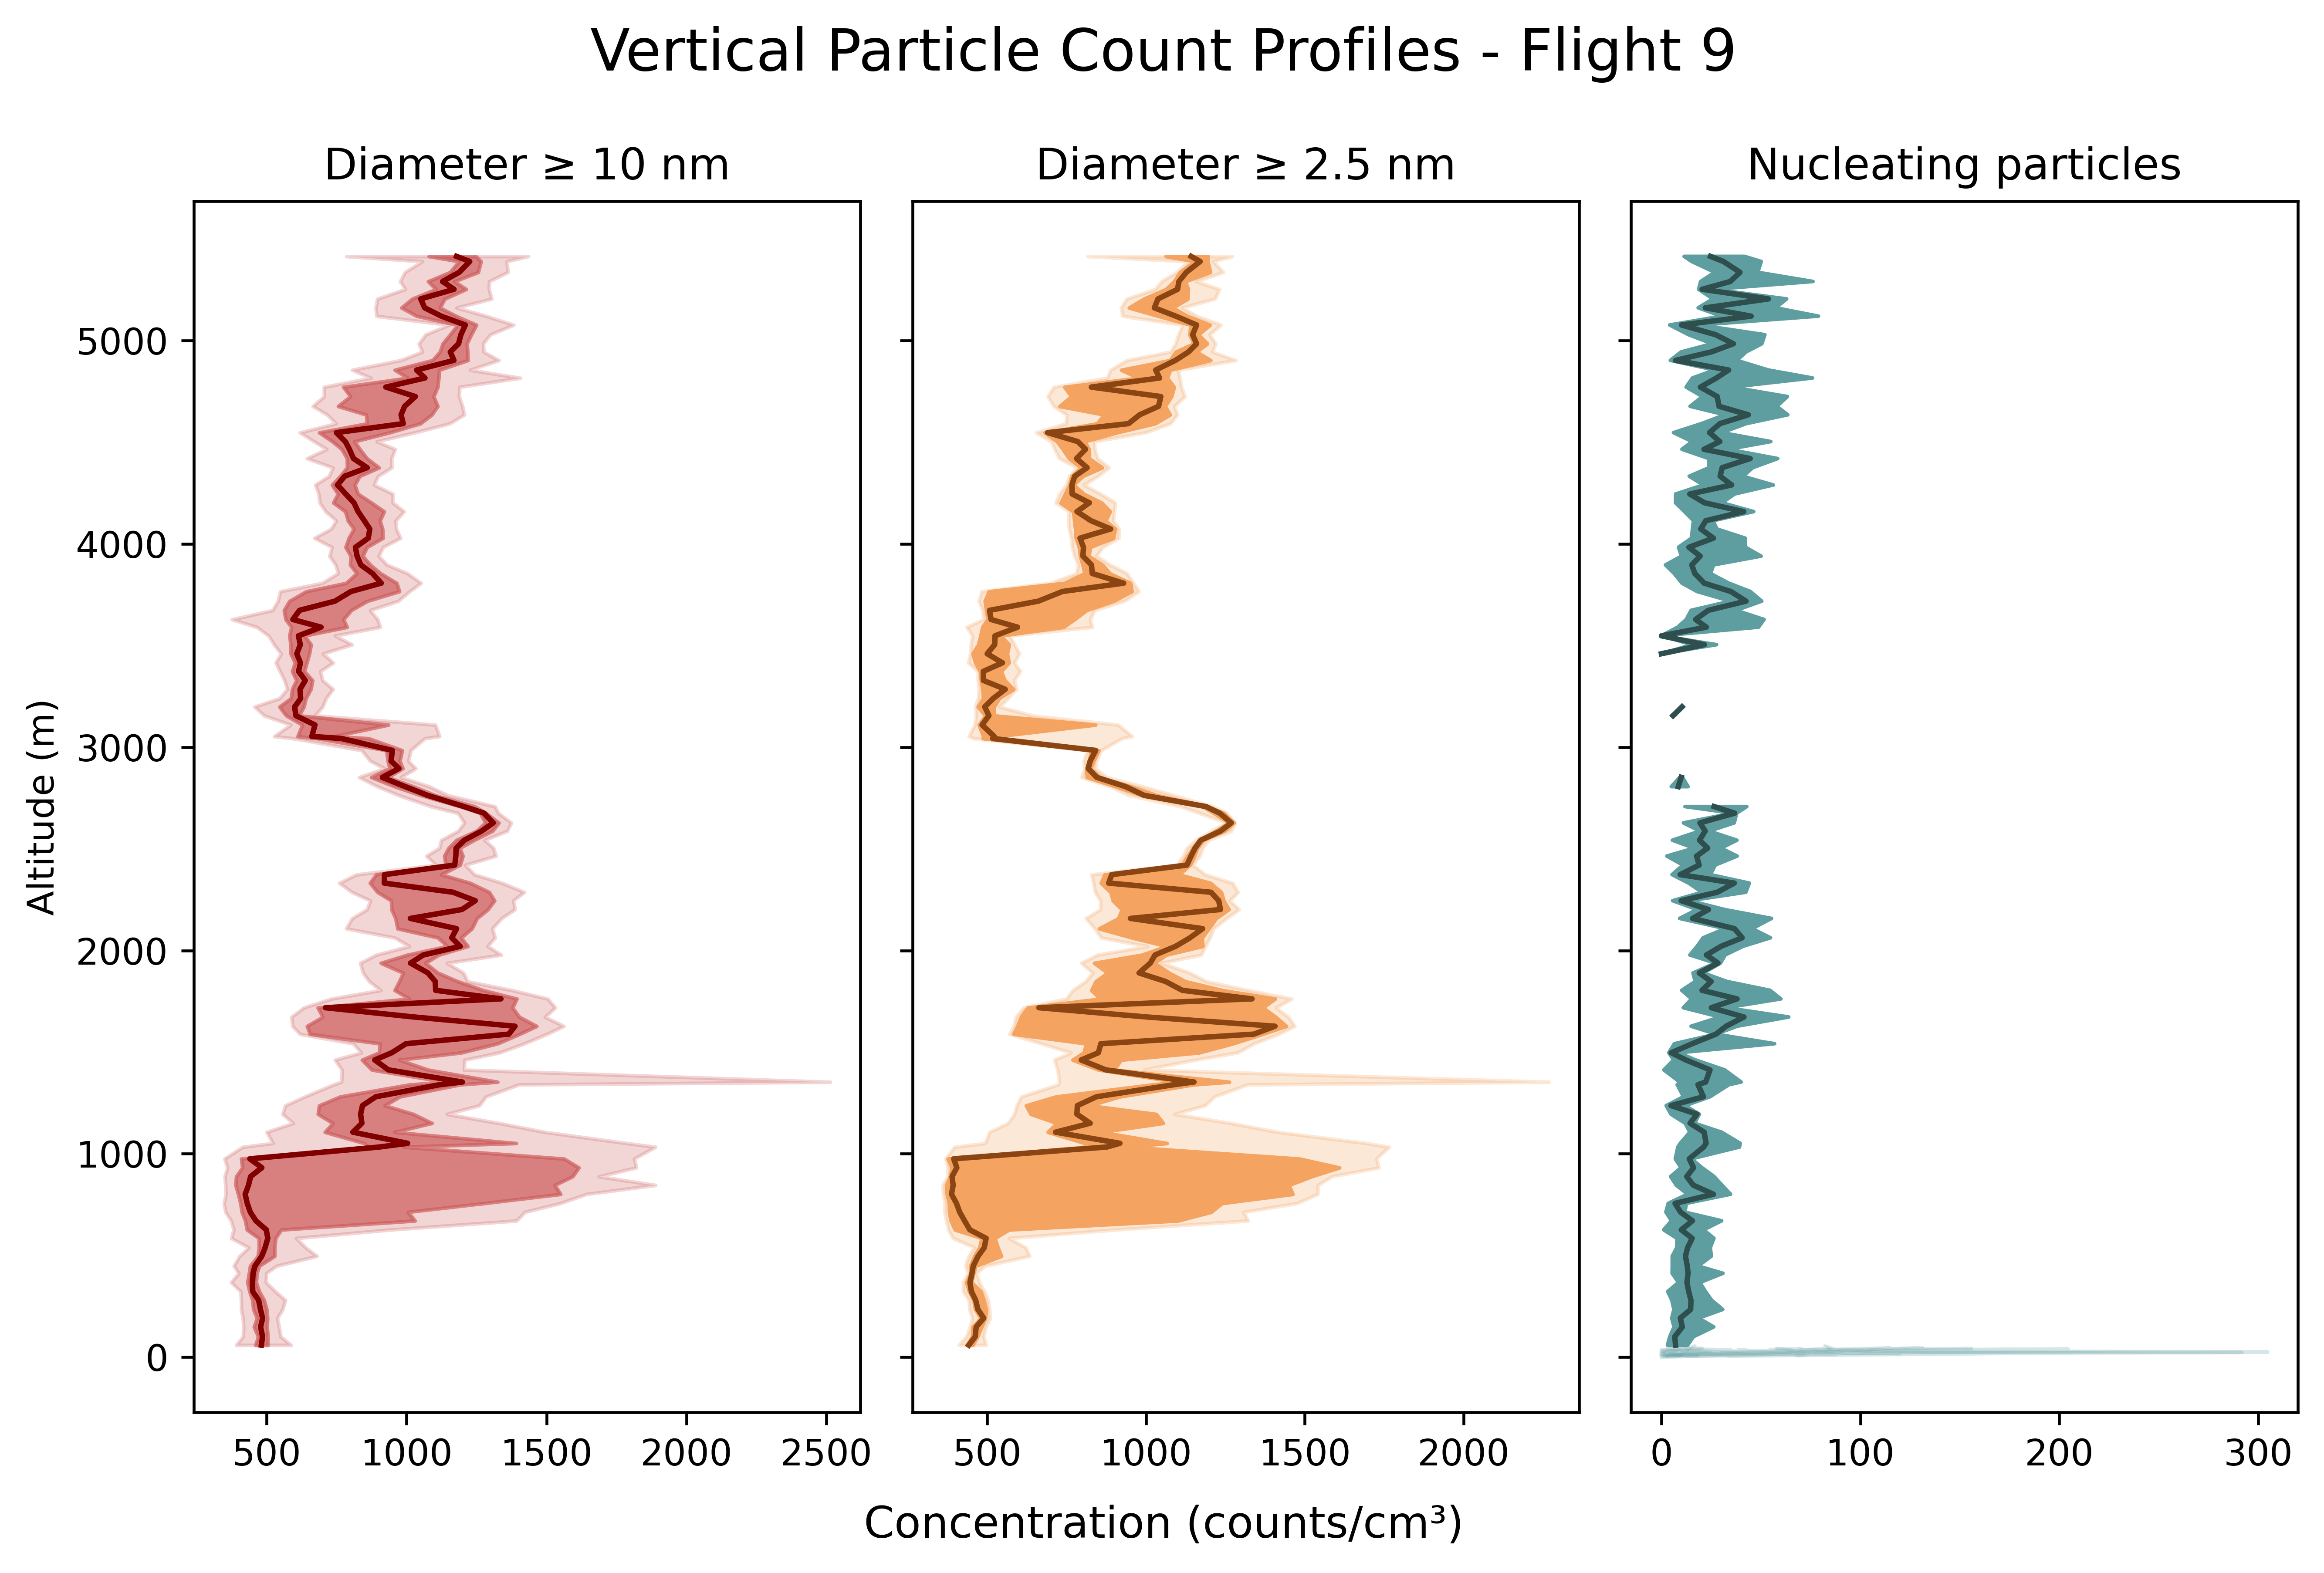 Vertical Particle Count Profiles - Flight 9
Diameter ≥ 10 nm
Diameter ≥ 2.5 nm
Nucleating particles
Altitude (m)
5000
4000
3000
2000
1000
0
500 1000 1500 2000 2500
500 1000 1500 2000
0 100 200 300
Concentration (counts/cm³)